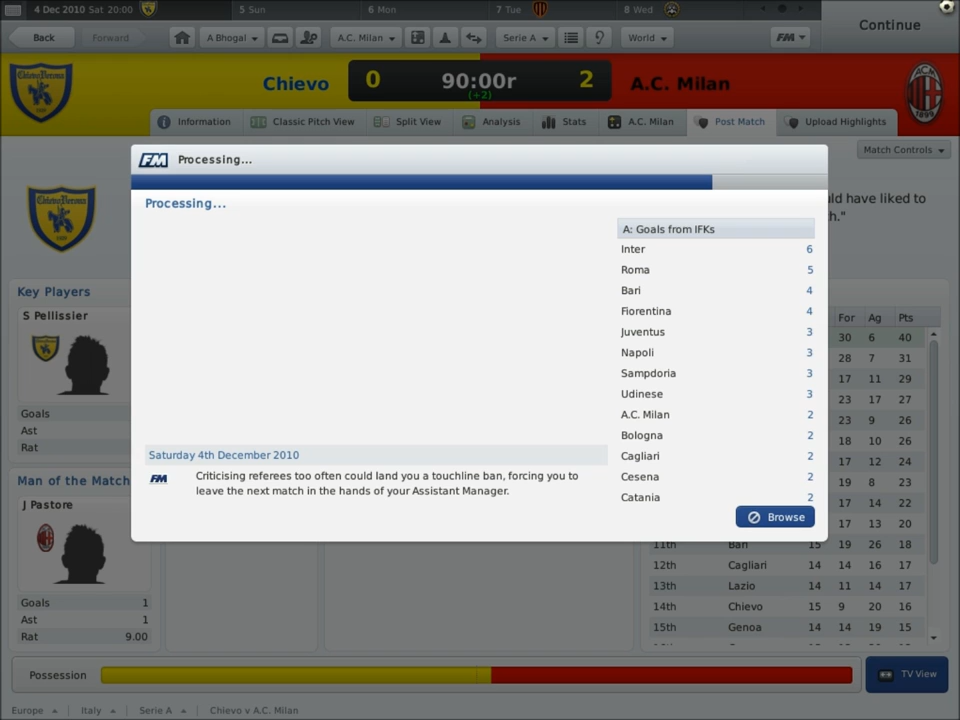 4 Dec 2010 Sat 20:00
5 Sun
6 Mon
7 Tue
8 Wed
Continue
Back
Forward
A Bhogal
A.C. Milan
Serie A
World
FM
Chievo
0
90:00r
(+2)
2
A.C. Milan
Information
Classic Pitch View
Split View
Analysis
Stats
A.C. Milan
Post Match
Upload Highlights
Match Controls
FM Processing...
Processing...
A: Goals from IFKs
Inter 6
Roma 5
Bari 4
Fiorentina 4
Juventus 3
Napoli 3
Sampdoria 3
Udinese 3
A.C. Milan 2
Bologna 2
Cagliari 2
Cesena 2
Catania 2
Saturday 4th December 2010
FM Criticising referees too often could land you a touchline ban, forcing you to
leave the next match in the hands of your Assistant Manager.
Browse
uld have liked to
h."
Key Players
S Pellissier
Goals
Ast
Rat
Man of the Match
J Pastore
Goals 1
Ast 1
Rat 9.00
For Ag Pts
30 6 40
28 7 31
17 11 29
23 17 27
23 9 26
18 10 26
17 12 24
19 8 23
17 14 22
17 13 20
11th Bari 15 19 26 18
12th Cagliari 14 14 16 17
13th Lazio 14 11 14 17
14th Chievo 15 9 20 16
15th Genoa 14 14 19 15
Possession
TV View
Europe
Italy
Serie A
Chievo v A.C. Milan